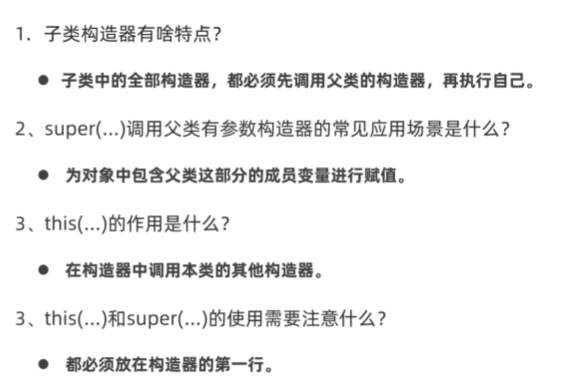 1. 子类构造器有啥特点？
● 子类中的全部构造器，都必须先调用父类的构造器，再执行自己。
2、super(...)调用父类有参数构造器的常见应用场景是什么？
● 为对象中包含父类这部分的成员变量进行赋值。
3、this(...)的作用是什么？
● 在构造器中调用本类的其他构造器。
3、this(...)和super(...)的使用需要注意什么？
● 都必须放在构造器的第一行。